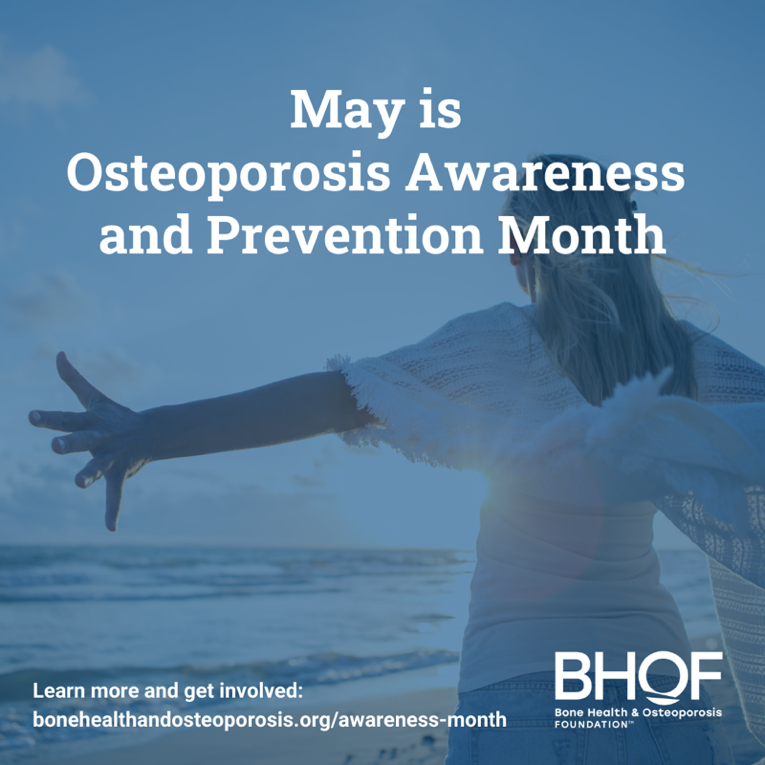 May is
Osteoporosis Awareness
and Prevention Month
Learn more and get involved:
bonehealthandosteoporosis.org/awareness-month
BHOF
Bone Health & Osteoporosis
FOUNDATION™